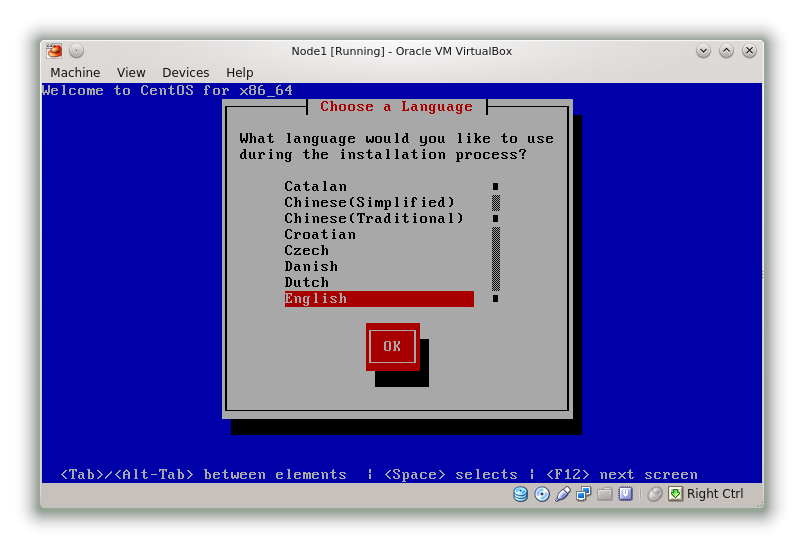 Node1 [Running] - Oracle VM VirtualBox
Machine View Devices Help
Welcome to CentOS for x86_64
Choose a Language
What language would you like to use
during the installation process?
Catalan
Chinese(Simplified)
Chinese(Traditional)
Croatian
Czech
Danish
Dutch
English
OK
<Tab>/<Alt-Tab> between elements | <Space> selects | <F12> next screen
Right Ctrl